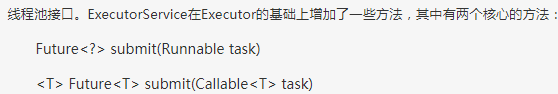 线程池接口。ExecutorService在Executor的基础上增加了一些方法，其中有两个核心的方法：
Future<?> submit(Runnable task)
<T> Future<T> submit(Callable<T> task)